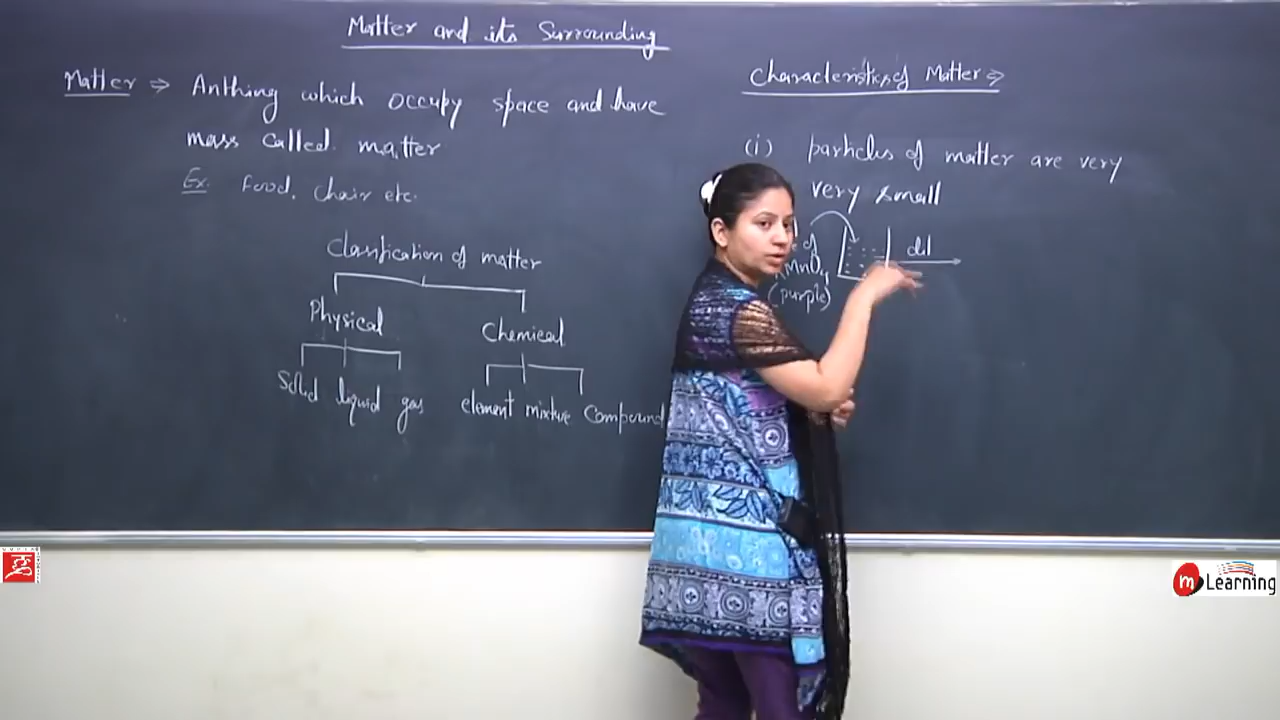 Matter and its Surrounding
Matter ⇒ Anthing which occupy space and have
mass called matter
Ex. Food, Chair etc.
Classification of matter
Physical
Chemical
Solid liquid gas
element mixture Compound
Characteristics of Matter ⇒
(i) particles of matter are very
very small
of
MnO4
(purple)
dil
mLearning